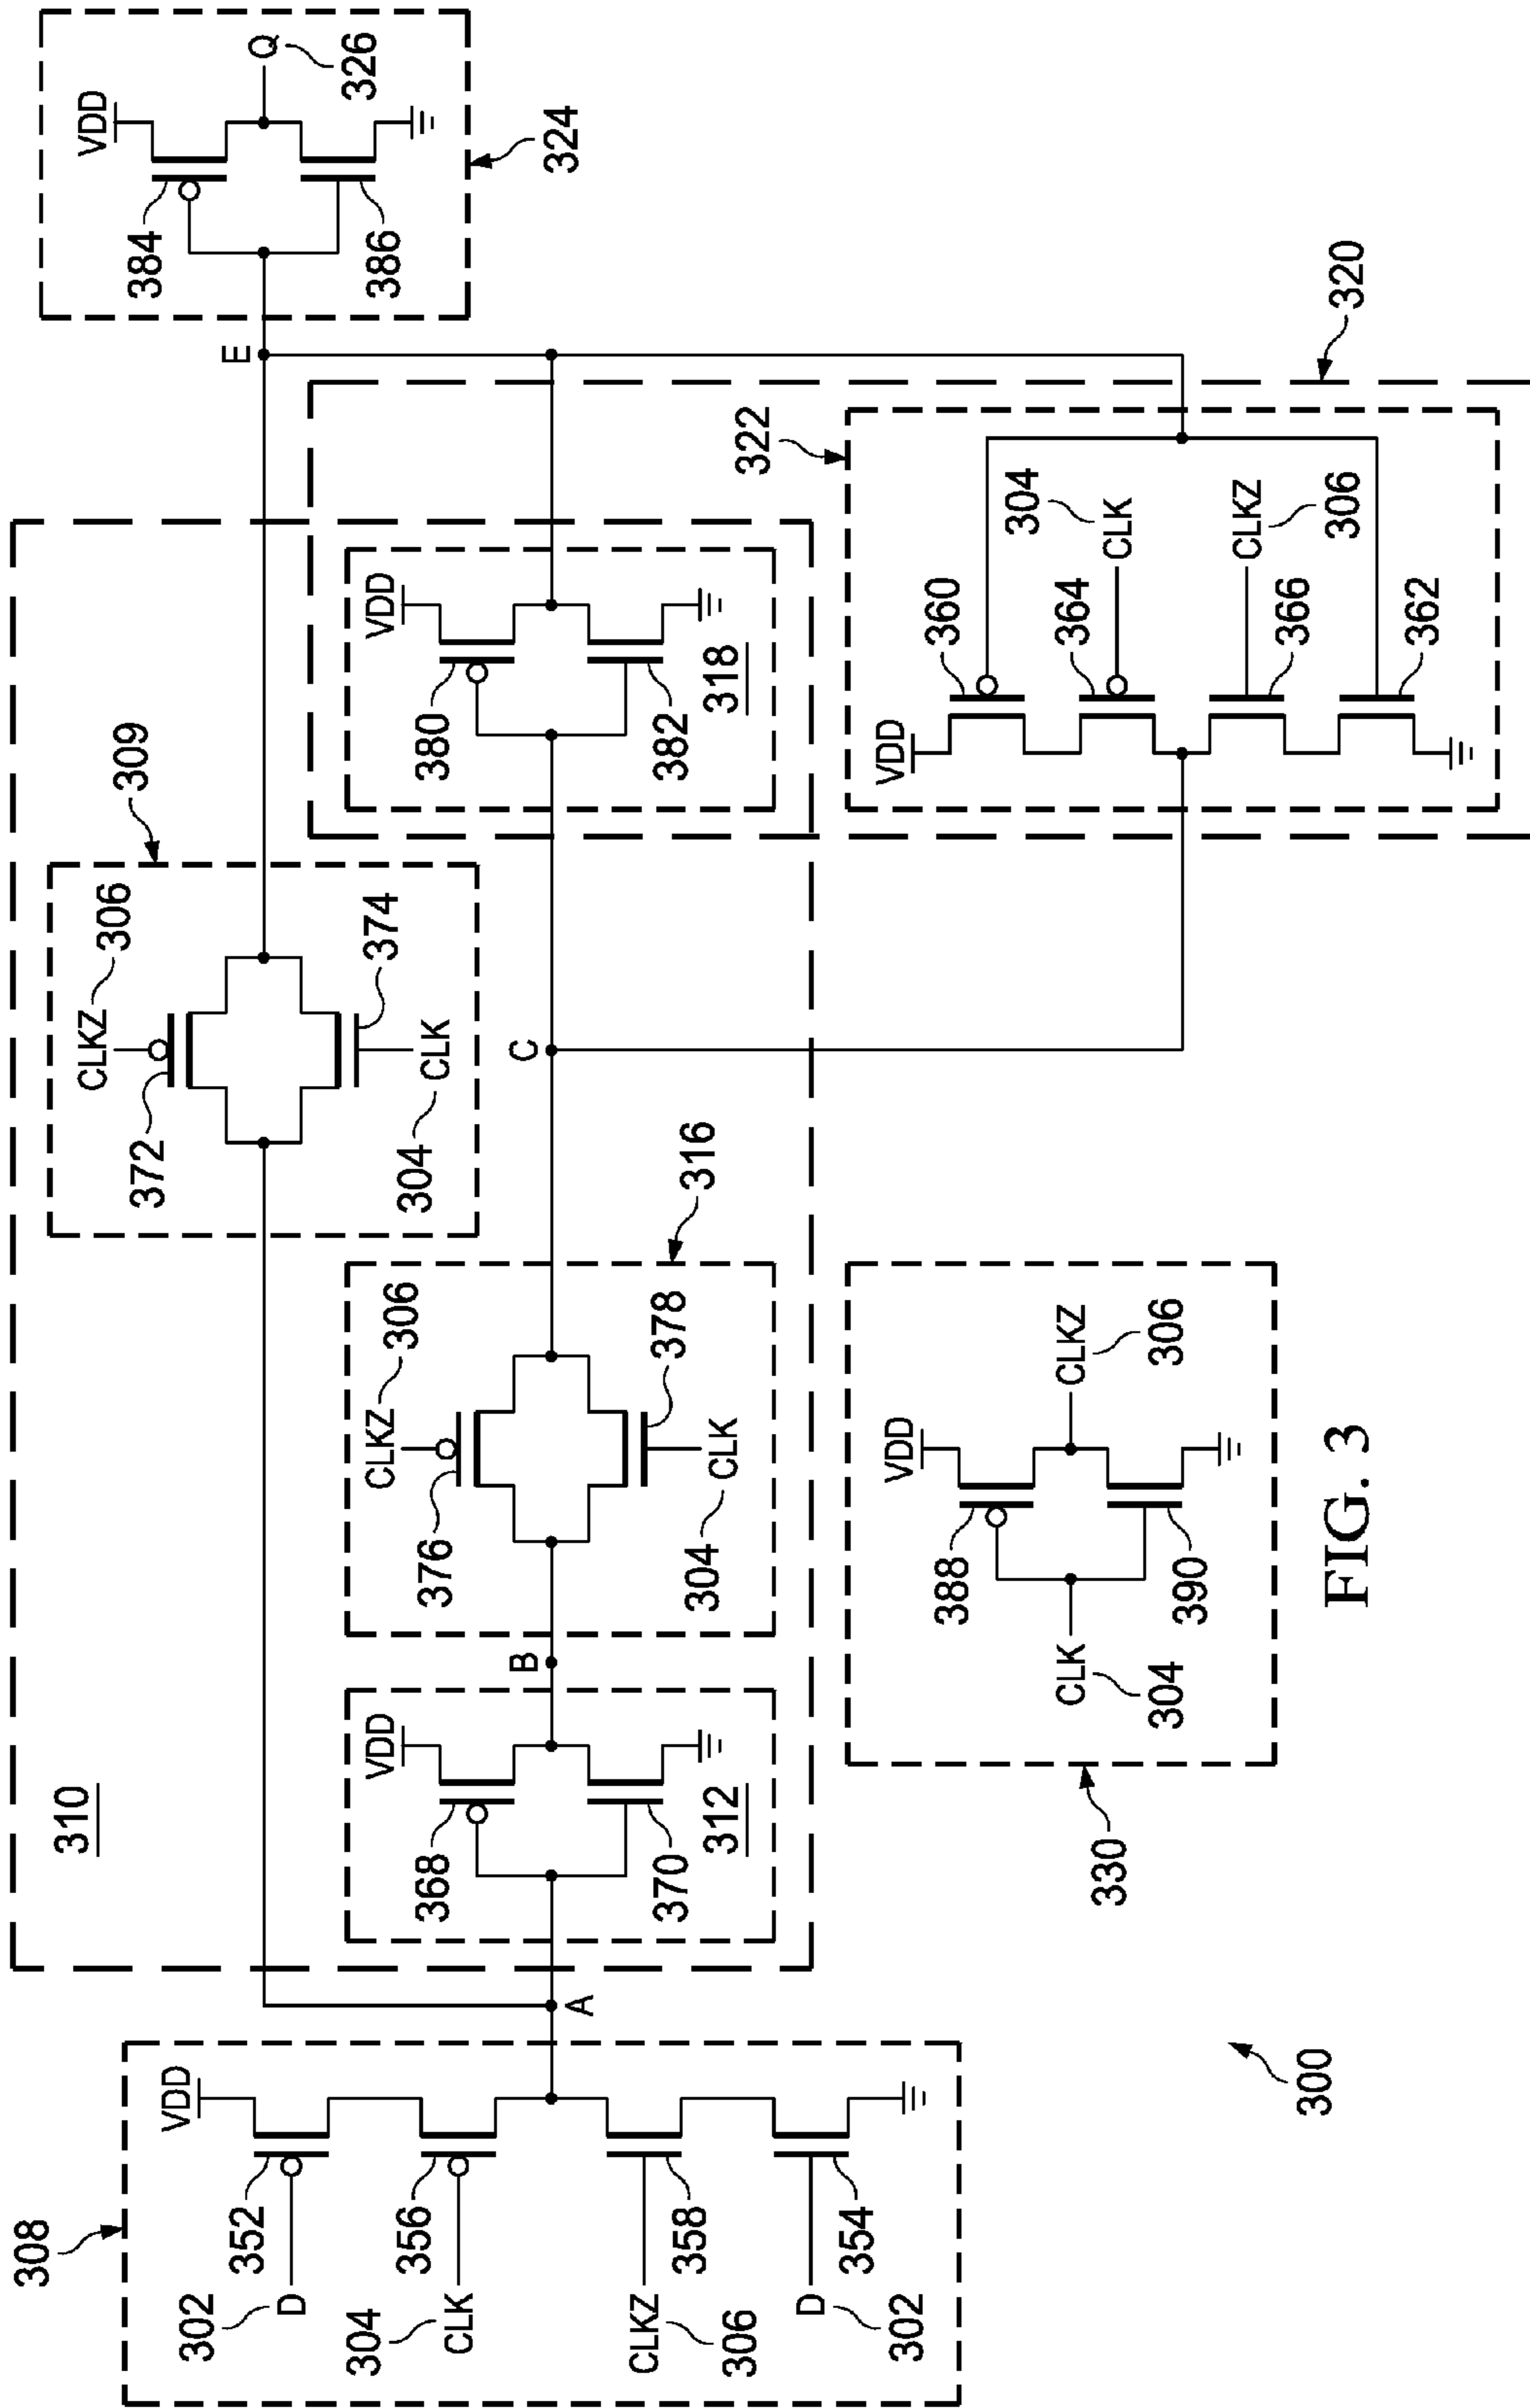 308
302
D
352
VDD
304
CLK
356
CLKZ
306
358
D
302
354
A
310
VDD
368
370
312
B
CLKZ
306
376
378
304
CLK
316
C
309
CLKZ
306
372
374
304
CLK
VDD
380
382
318
E
VDD
384
386
Q
326
324
320
322
VDD
360
304
CLK
364
CLKZ
306
366
362
330
VDD
388
CLK
304
390
CLKZ
306
300
FIG. 3